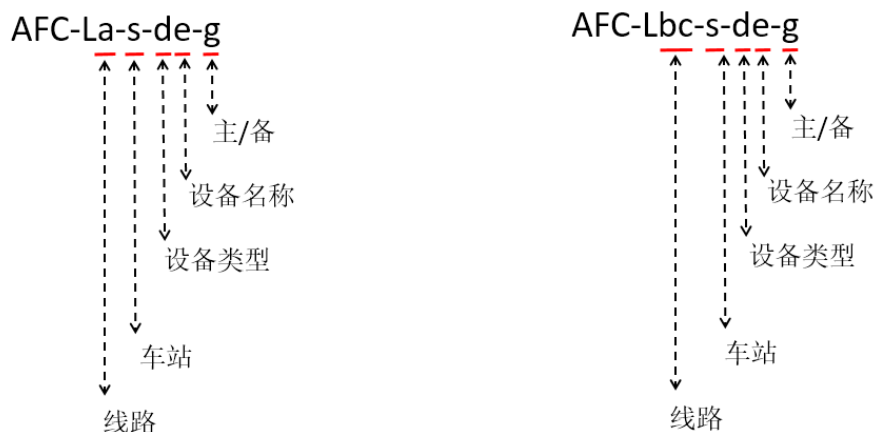 AFC-La-s-de-g
主/备
设备名称
设备类型
车站
线路
AFC-Lbc-s-de-g
主/备
设备名称
设备类型
车站
线路